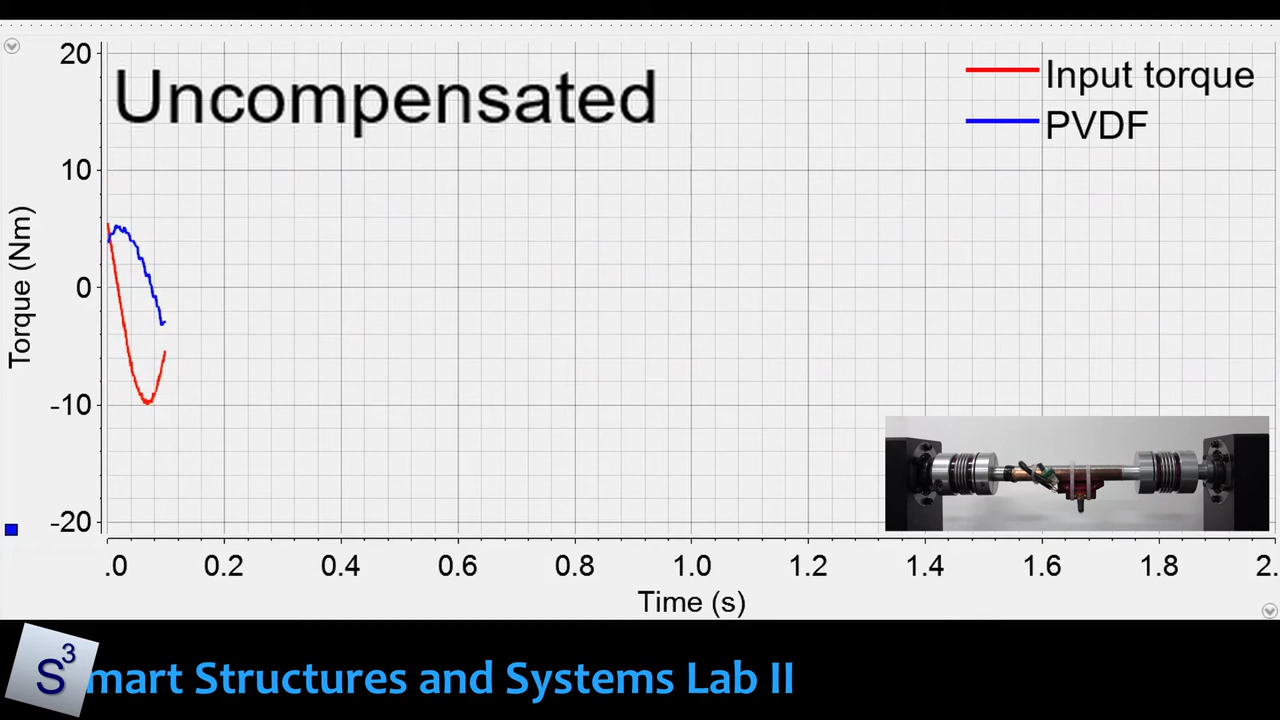 Uncompensated
Input torque
PVDF
Torque (Nm)
20
10
0
-10
-20
.0 0.2 0.4 0.6 0.8 1.0 1.2 1.4 1.6 1.8 2.
Time (s)
S3
mart Structures and Systems Lab II